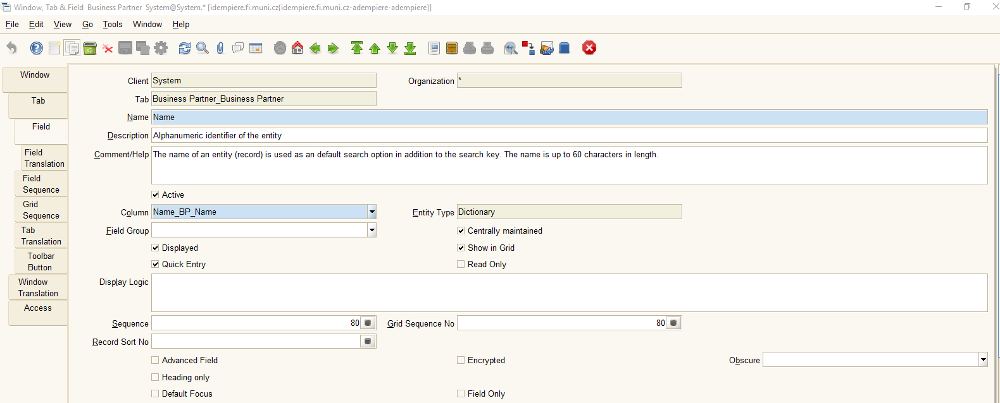 Window, Tab & Field  Business Partner  System@System.* [idempiere.fi.muni.cz{idempiere.fi.muni.cz-adempiere-adempiere}]
File Edit View Go Tools Window Help
Window
Tab
Field
Field
Translation
Field
Sequence
Grid
Sequence
Tab
Translation
Toolbar
Button
Window
Translation
Access
Client System Organization *
Tab Business Partner_Business Partner
Name Name
Description Alphanumeric identifier of the entity
Comment/Help The name of an entity (record) is used as an default search option in addition to the search key. The name is up to 60 characters in length.
Active
Column Name_BP_Name Entity Type Dictionary
Field Group Centrally maintained
Displayed Show in Grid
Quick Entry Read Only
Display Logic
Sequence 80 Grid Sequence No 80
Record Sort No
Advanced Field Encrypted Obscure
Heading only
Default Focus Field Only